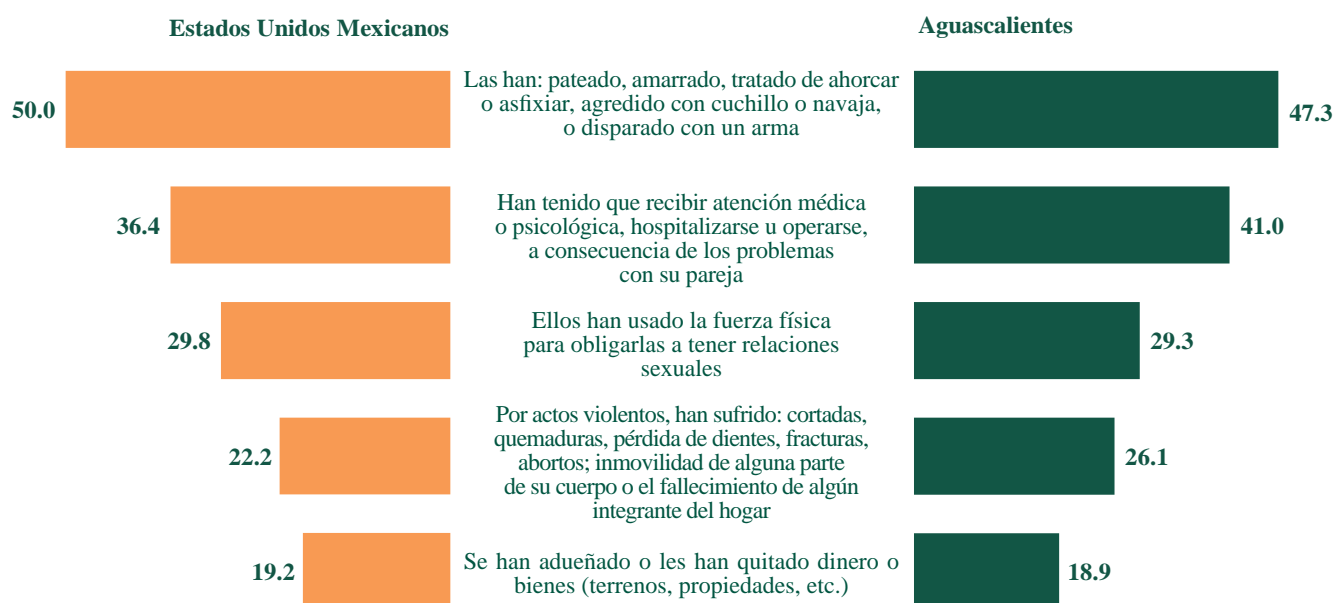 Estados Unidos Mexicanos
Aguascalientes
50.0
Las han: pateado, amarrado, tratado de ahorcar
o asfixiar, agredido con cuchillo o navaja,
o disparado con un arma
47.3
36.4
Han tenido que recibir atención médica
o psicológica, hospitalizarse u operarse,
a consecuencia de los problemas
con su pareja
41.0
29.8
Ellos han usado la fuerza física
para obligarlas a tener relaciones
sexuales
29.3
22.2
Por actos violentos, han sufrido: cortadas,
quemaduras, pérdida de dientes, fracturas,
abortos; inmovilidad de alguna parte
de su cuerpo o el fallecimiento de algún
integrante del hogar
26.1
19.2
Se han adueñado o les han quitado dinero o
bienes (terrenos, propiedades, etc.)
18.9